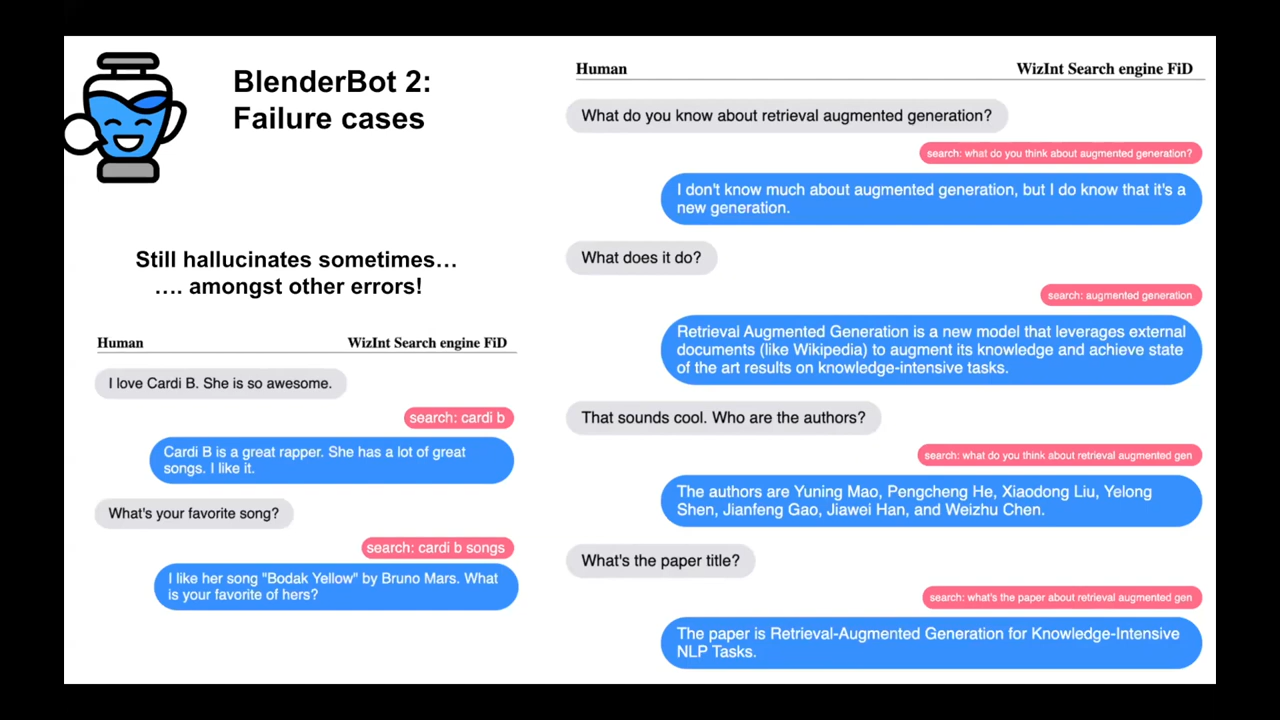 BlenderBot 2:
Failure cases
Still hallucinates sometimes…
…. amongst other errors!
Human WizInt Search engine FiD
I love Cardi B. She is so awesome.
search: cardi b
Cardi B is a great rapper. She has a lot of great
songs. I like it.
What's your favorite song?
search: cardi b songs
I like her song "Bodak Yellow" by Bruno Mars. What
is your favorite of hers?
Human WizInt Search engine FiD
What do you know about retrieval augmented generation?
search: what do you think about augmented generation?
I don't know much about augmented generation, but I do know that it's a
new generation.
What does it do?
search: augmented generation
Retrieval Augmented Generation is a new model that leverages external
documents (like Wikipedia) to augment its knowledge and achieve state
of the art results on knowledge-intensive tasks.
That sounds cool. Who are the authors?
search: what do you think about retrieval augmented gen
The authors are Yuning Mao, Pengcheng He, Xiaodong Liu, Yelong
Shen, Jianfeng Gao, Jiawei Han, and Weizhu Chen.
What's the paper title?
search: what's the paper about retrieval augmented gen
The paper is Retrieval-Augmented Generation for Knowledge-Intensive
NLP Tasks.